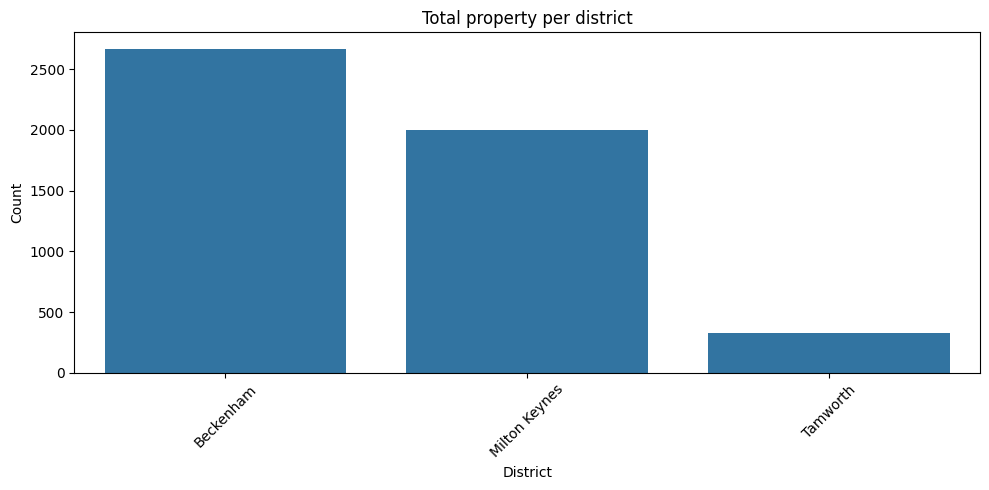 Total property per district
Count
2500
2000
1500
1000
500
0
Beckenham
Milton Keynes
Tamworth
District